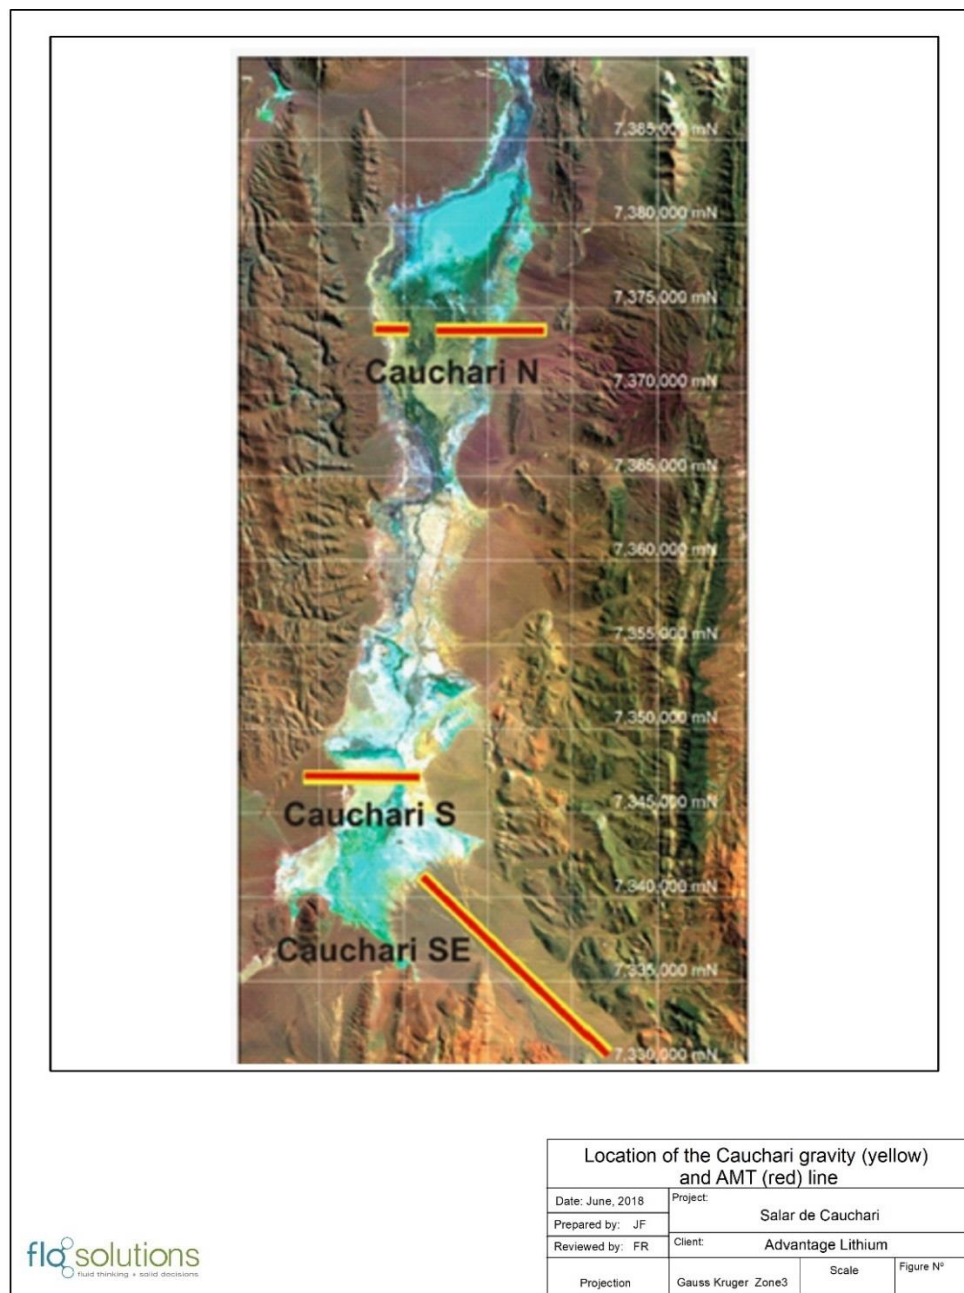 7,385,000 mN
7,380,000 mN
7,375,000 mN
Cauchari N
7,370,000 mN
7,365,000 mN
7,360,000 mN
7,355,000 mN
7,350,000 mN
7,345,000 mN
Cauchari S
7,340,000 mN
Cauchari SE
7,335,000 mN
7,330,000 mN
Location of the Cauchari gravity (yellow)
and AMT (red) line
Date: June, 2018
Project:
Salar de Cauchari
Prepared by: JF
Reviewed by: FR
Client:
Advantage Lithium
Projection
Gauss Kruger Zone3
Scale
Figure Nº
flo solutions
fluid thinking + solid decisions